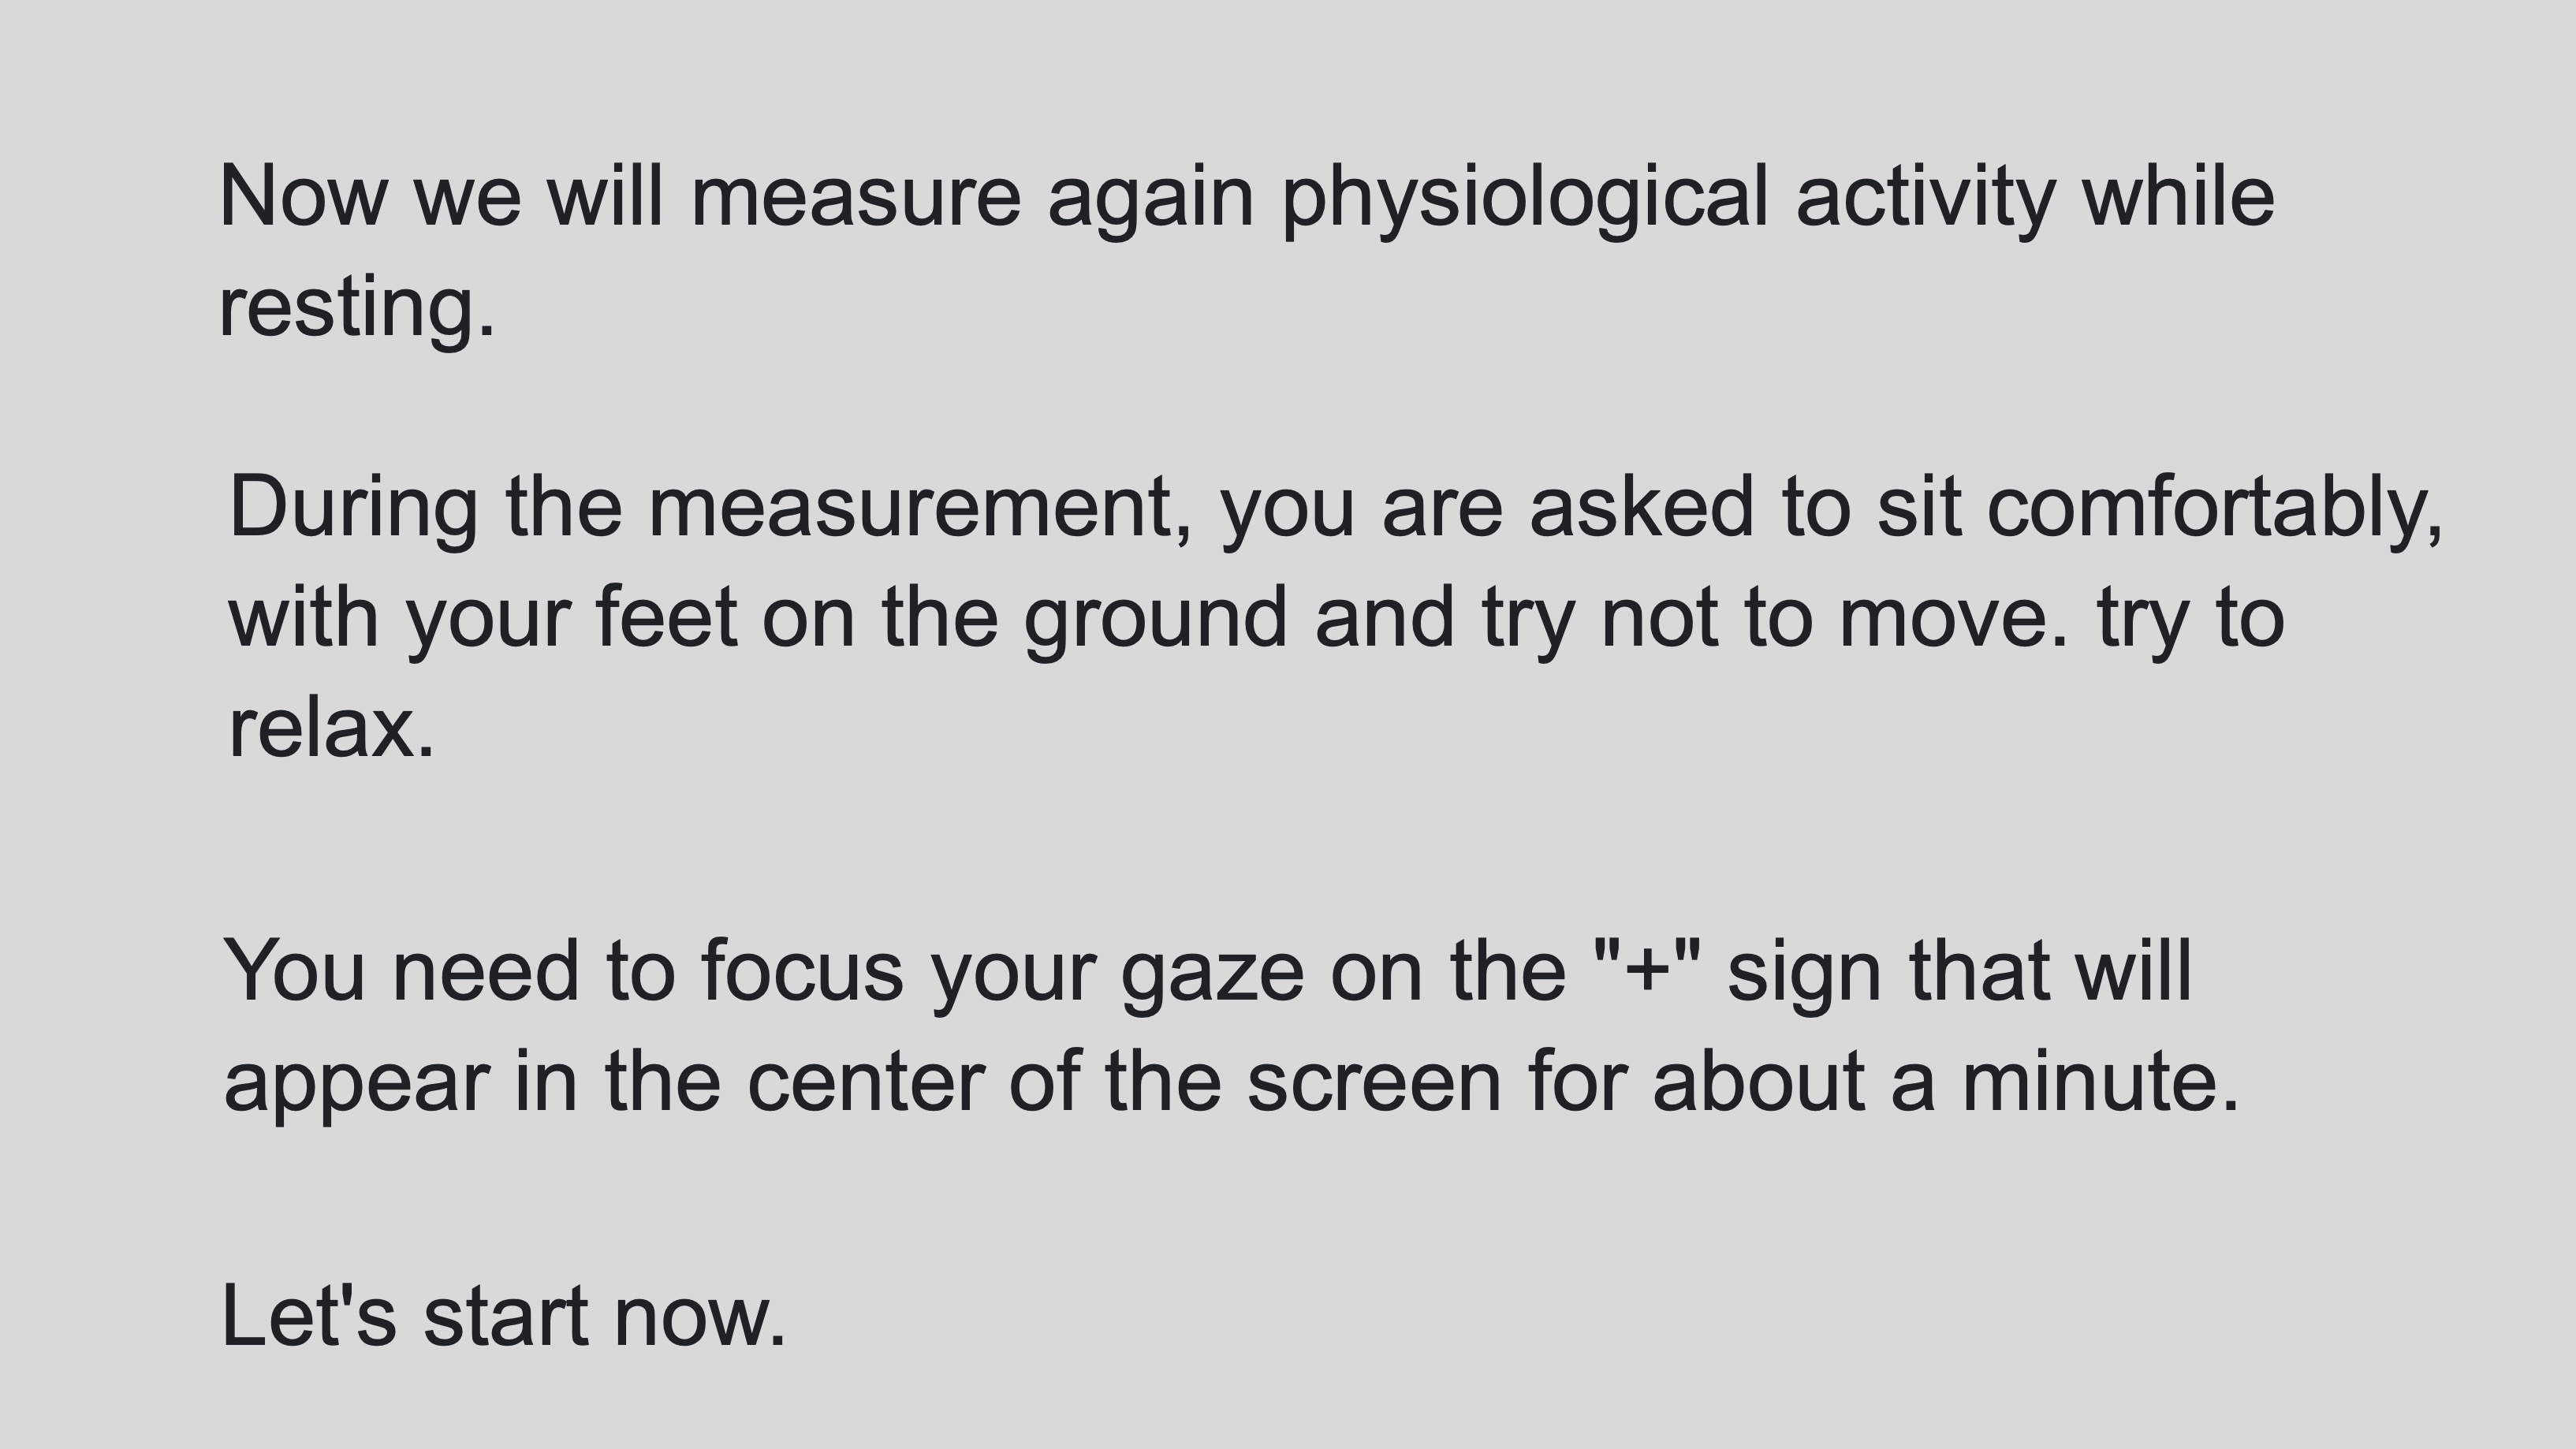 Now we will measure again physiological activity while
resting.
During the measurement, you are asked to sit comfortably,
with your feet on the ground and try not to move. try to
relax.
You need to focus your gaze on the "+" sign that will
appear in the center of the screen for about a minute.
Let's start now.